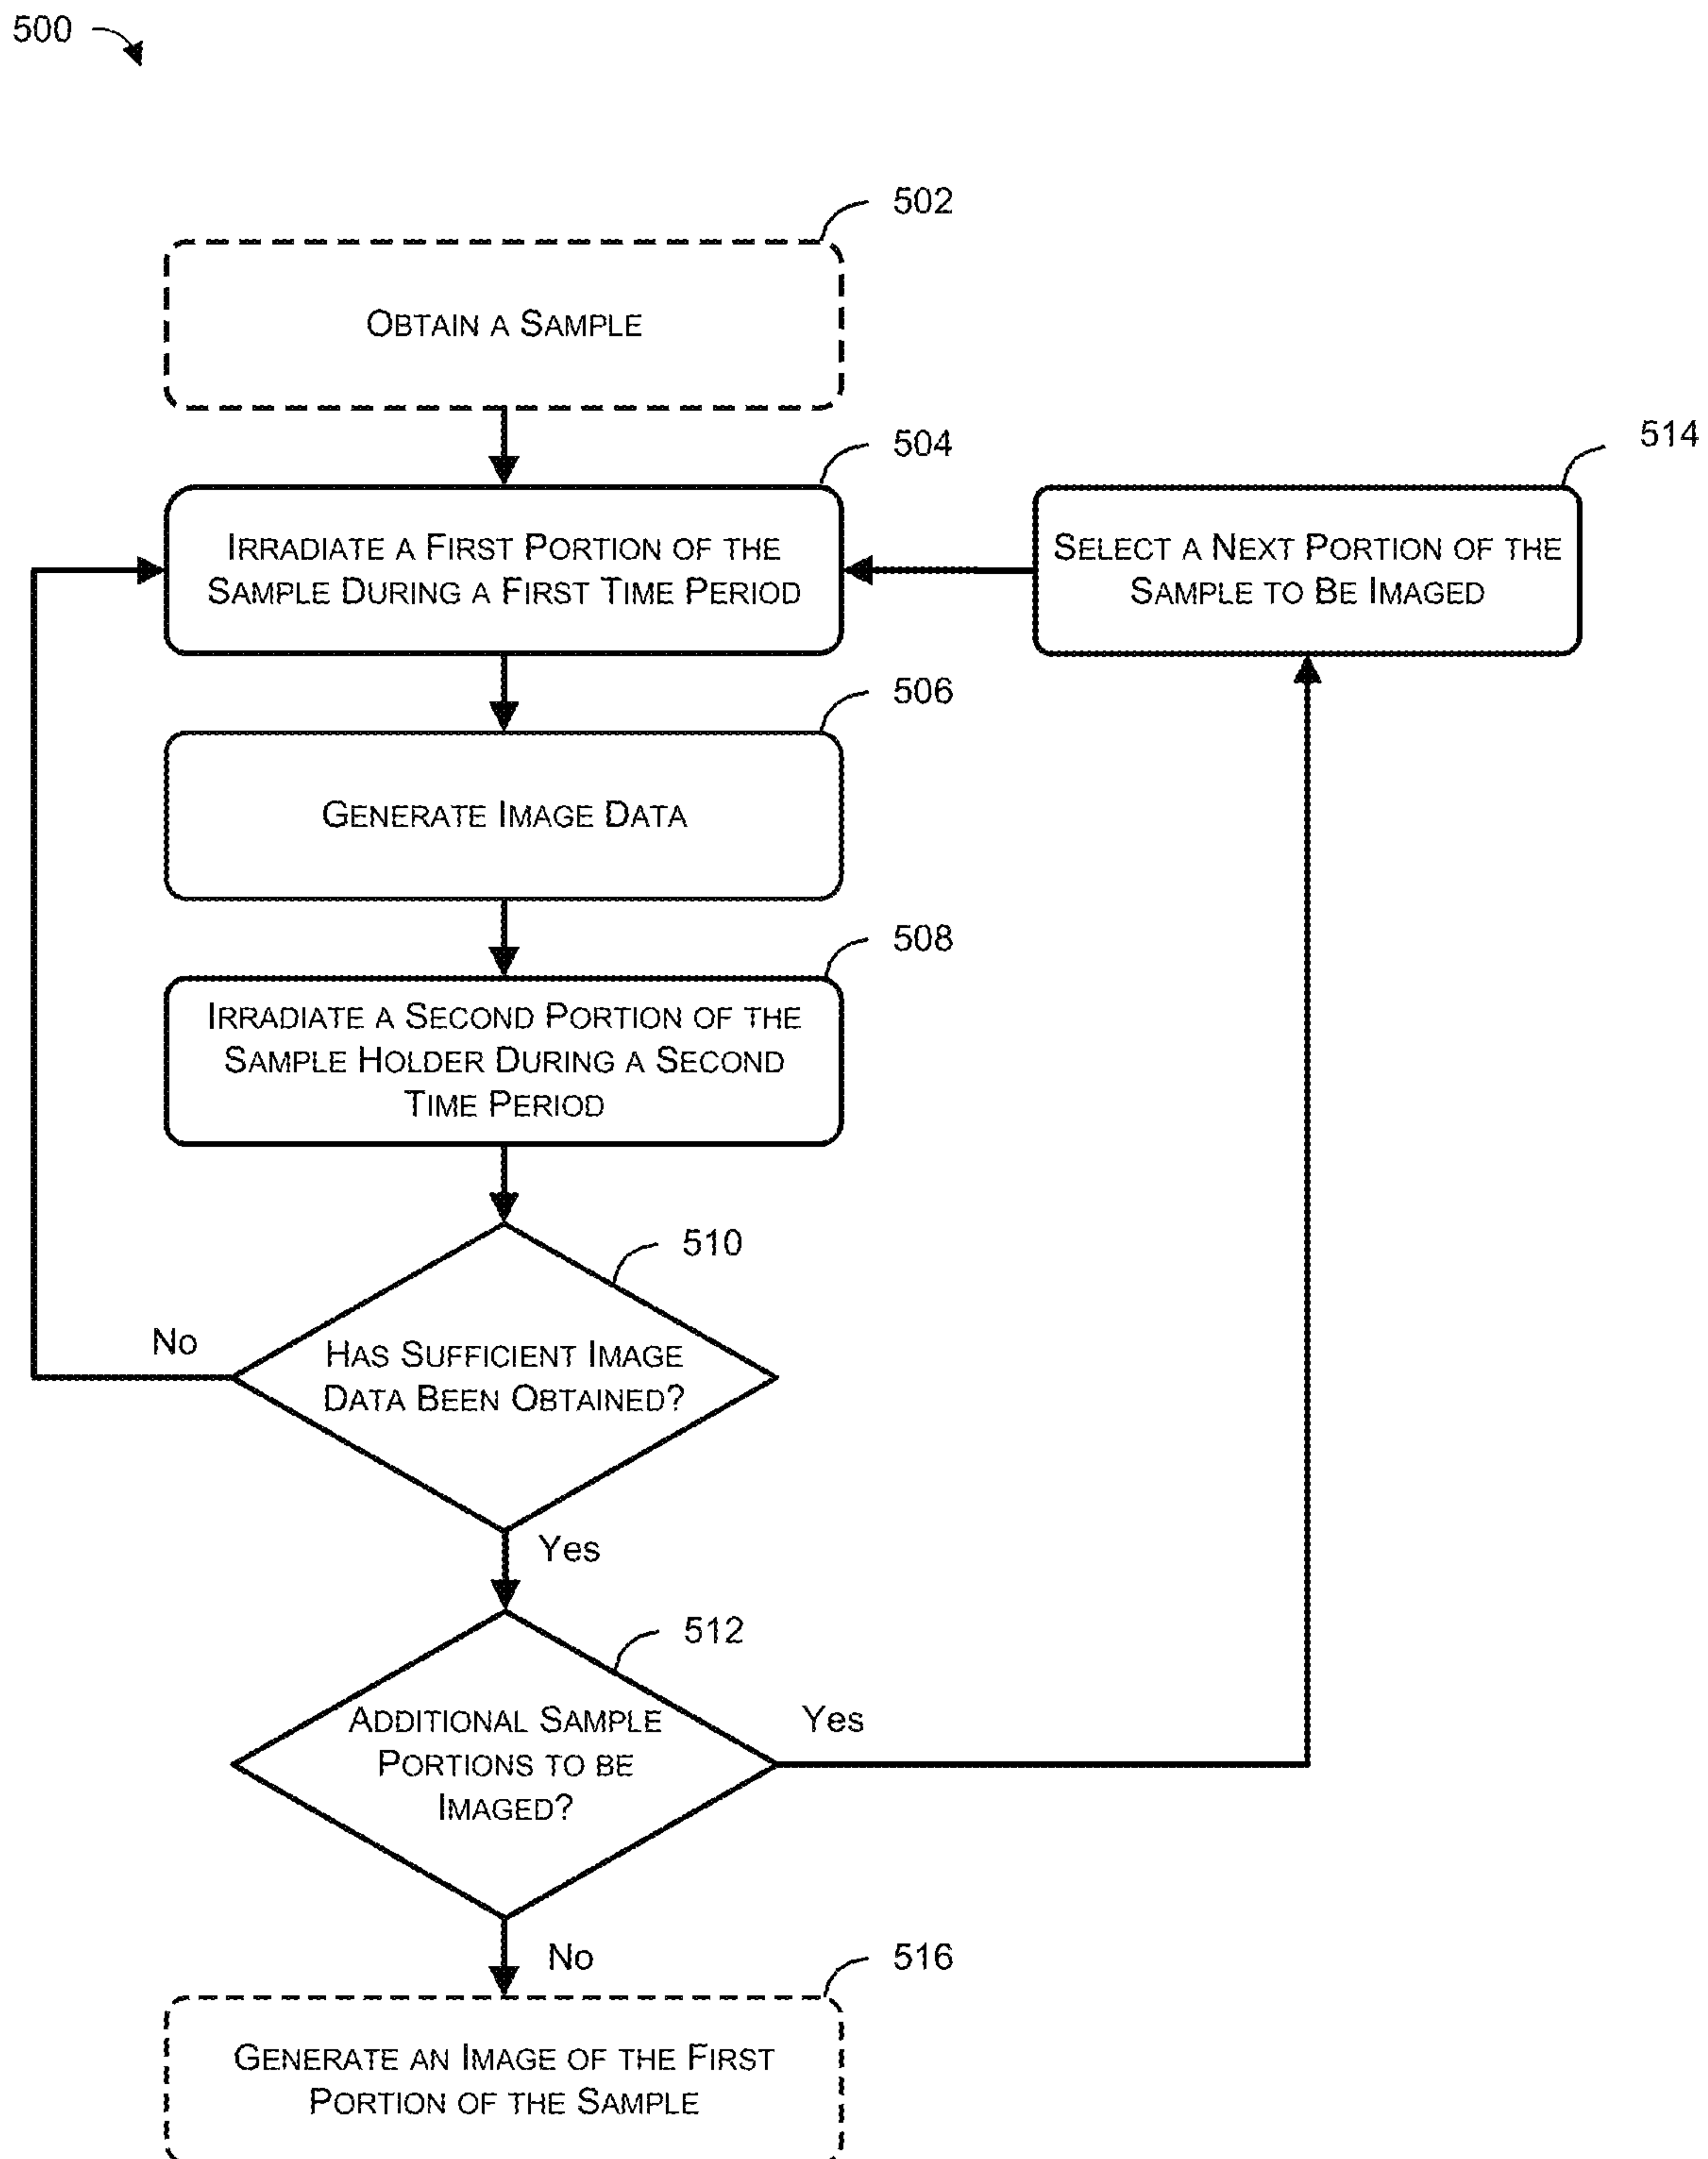 500
502
OBTAIN A SAMPLE
504
514
IRRADIATE A FIRST PORTION OF THE
SAMPLE DURING A FIRST TIME PERIOD
SELECT A NEXT PORTION OF THE
SAMPLE TO BE IMAGED
506
GENERATE IMAGE DATA
508
IRRADIATE A SECOND PORTION OF THE
SAMPLE HOLDER DURING A SECOND
TIME PERIOD
510
No
HAS SUFFICIENT IMAGE
DATA BEEN OBTAINED?
Yes
512
ADDITIONAL SAMPLE
PORTIONS TO BE
IMAGED?
Yes
No
516
GENERATE AN IMAGE OF THE FIRST
PORTION OF THE SAMPLE